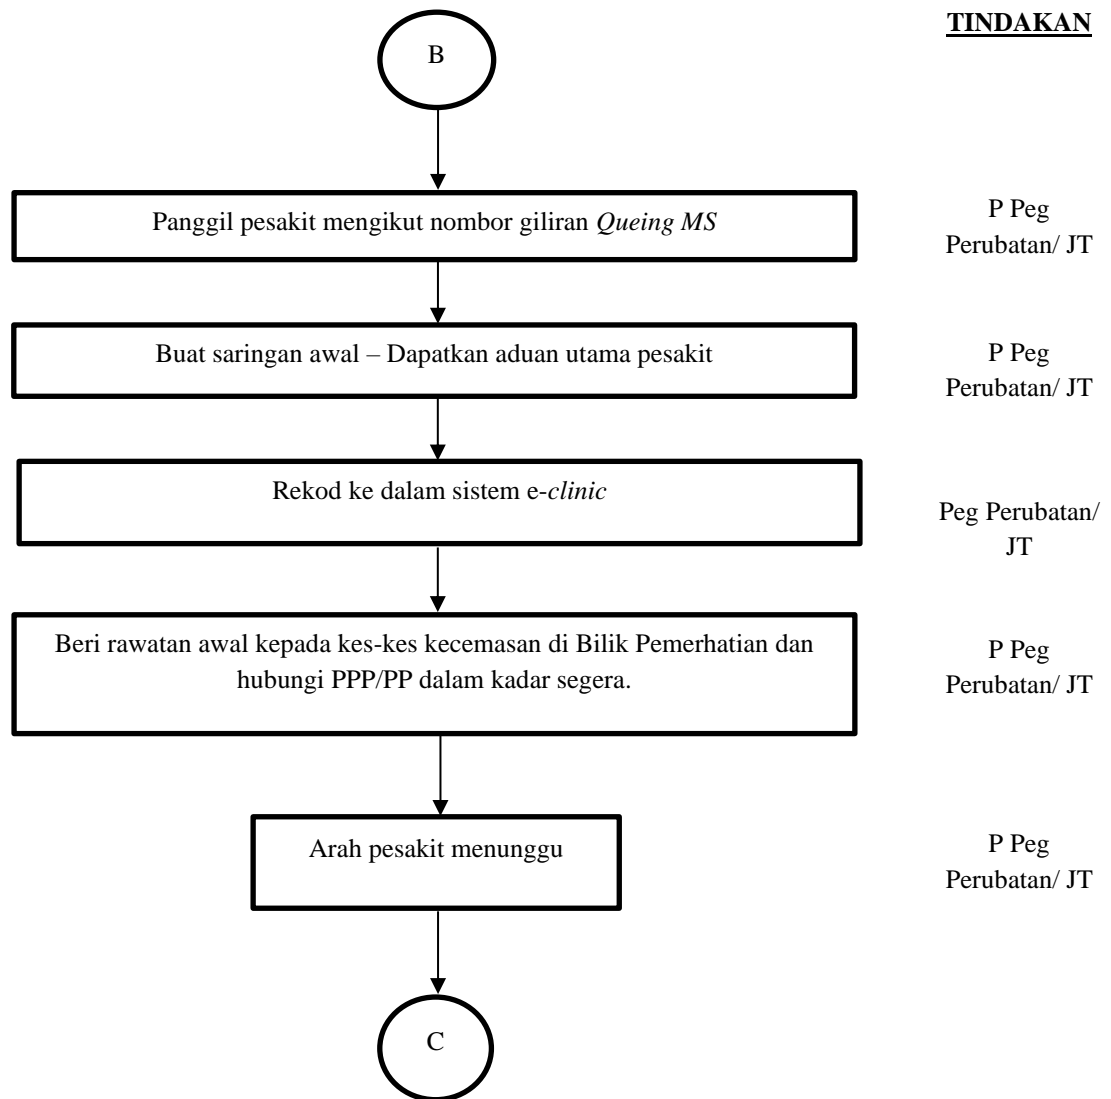 TINDAKAN
B
Panggil pesakit mengikut nombor giliran Queing MS
P Peg
Perubatan/ JT
Buat saringan awal – Dapatkan aduan utama pesakit
P Peg
Perubatan/ JT
Rekod ke dalam sistem e-clinic
Peg Perubatan/
JT
Beri rawatan awal kepada kes-kes kecemasan di Bilik Pemerhatian dan
hubungi PPP/PP dalam kadar segera.
P Peg
Perubatan/ JT
Arah pesakit menunggu
P Peg
Perubatan/ JT
C